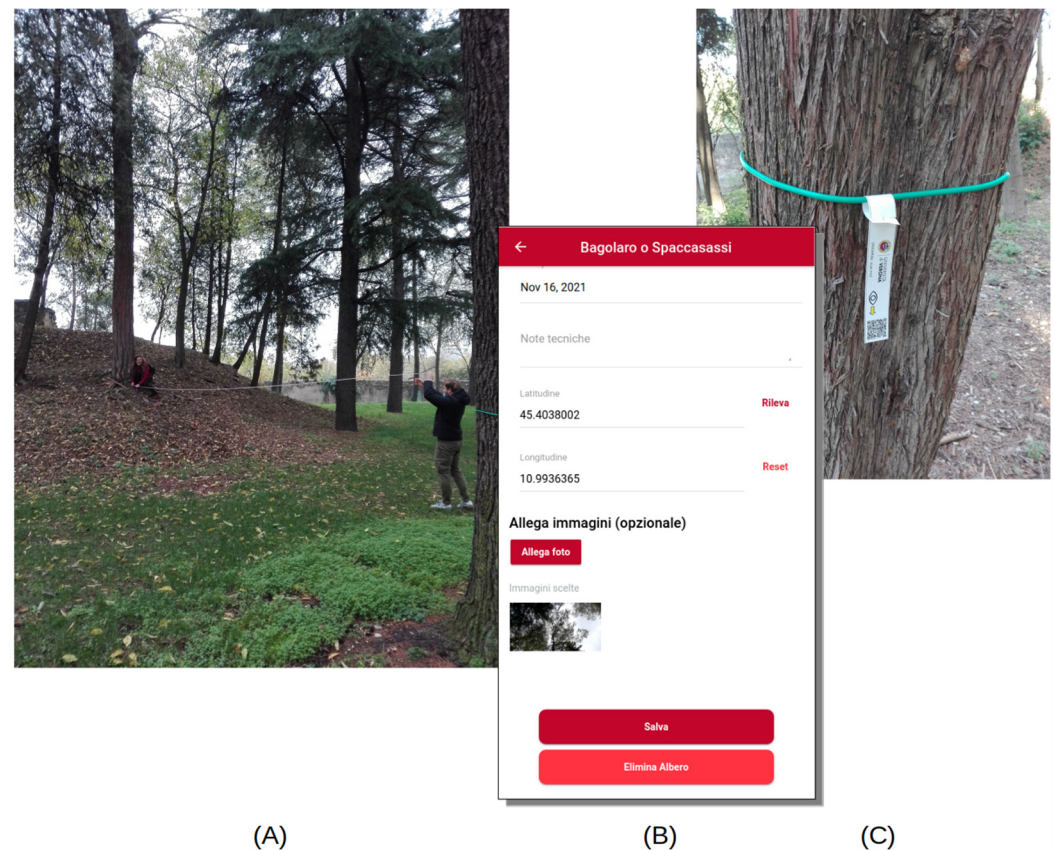 Bagolaro o Spaccasassi
Nov 16, 2021
Note tecniche
Latitudine
45.4038002
Rileva
Longitudine
10.9936365
Reset
Allega immagini (opzionale)
Allega foto
Immagini scelte
Salva
Elimina Albero
(A)
(B)
(C)